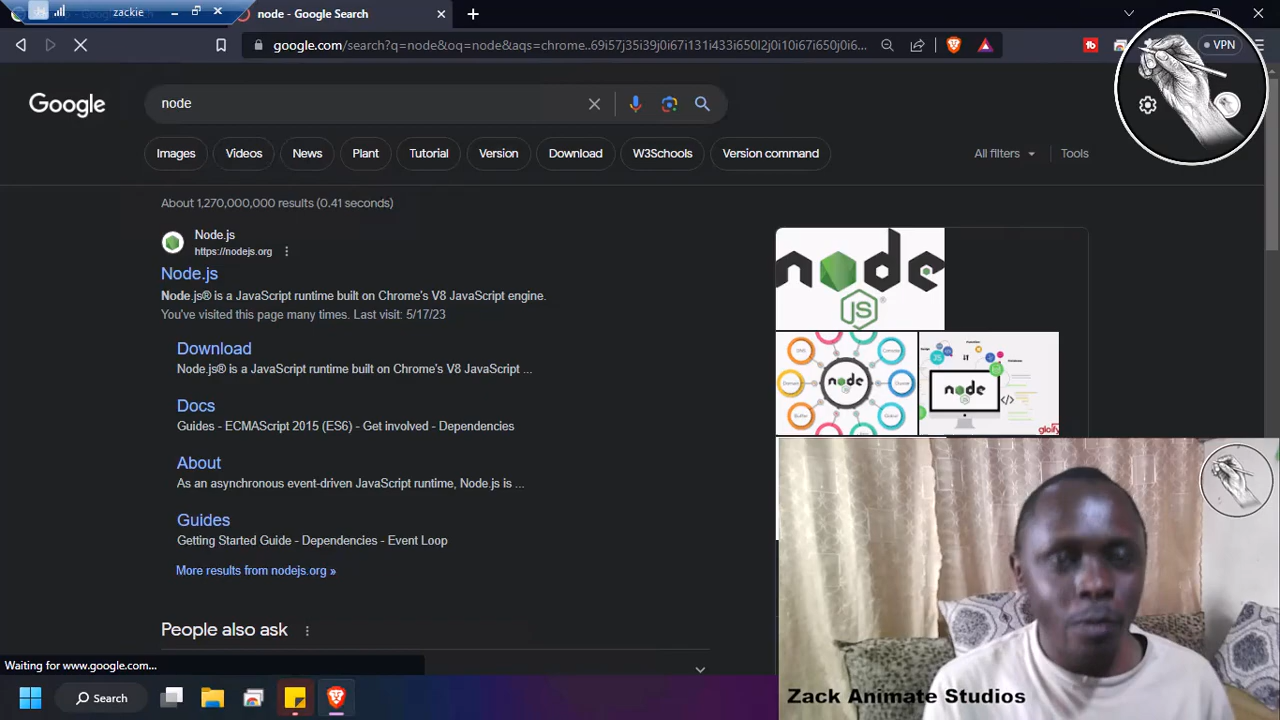 zackie
node - Google Search
google.com/search?q=node&oq=node&aqs=chrome..69i57j35i39j0i67i131i433i650l2j0i10i67i650j0i6...
VPN
Google
node
Images
Videos
News
Plant
Tutorial
Version
Download
W3Schools
Version command
All filters
Tools
About 1,270,000,000 results (0.41 seconds)
Node.js
https://nodejs.org
Node.js
Node.js® is a JavaScript runtime built on Chrome's V8 JavaScript engine.
You've visited this page many times. Last visit: 5/17/23
Download
Node.js® is a JavaScript runtime built on Chrome's V8 JavaScript ...
Docs
Guides - ECMAScript 2015 (ES6) - Get involved - Dependencies
About
As an asynchronous event-driven JavaScript runtime, Node.js is ...
Guides
Getting Started Guide - Dependencies - Event Loop
More results from nodejs.org »
People also ask
node
JS
node
node
Waiting for www.google.com...
Search
Zack Animate Studios